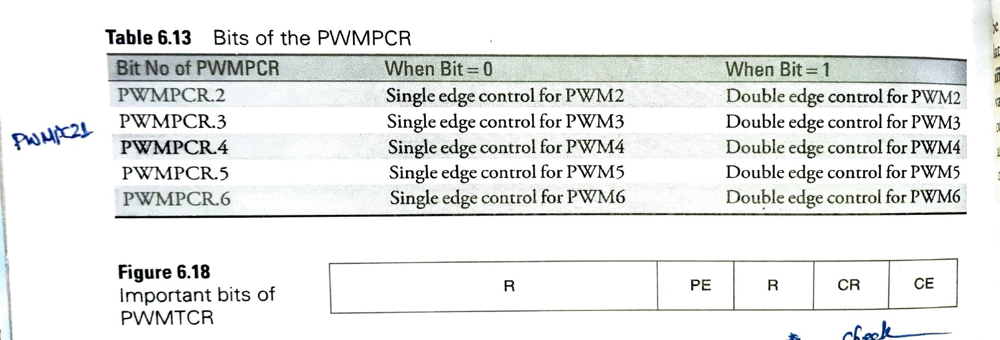 Table 6.13 Bits of the PWMPCR
Bit No of PWMPCR When Bit = 0 When Bit = 1
PWMPCR.2 Single edge control for PWM2 Double edge control for PWM2
PWMPCR.3 Single edge control for PWM3 Double edge control for PWM3
PWMPCR.4 Single edge control for PWM4 Double edge control for PWM4
PWMPCR.5 Single edge control for PWM5 Double edge control for PWM5
PWMPCR.6 Single edge control for PWM6 Double edge control for PWM6
Figure 6.18
Important bits of
PWMTCR
R PE R CR CE
check